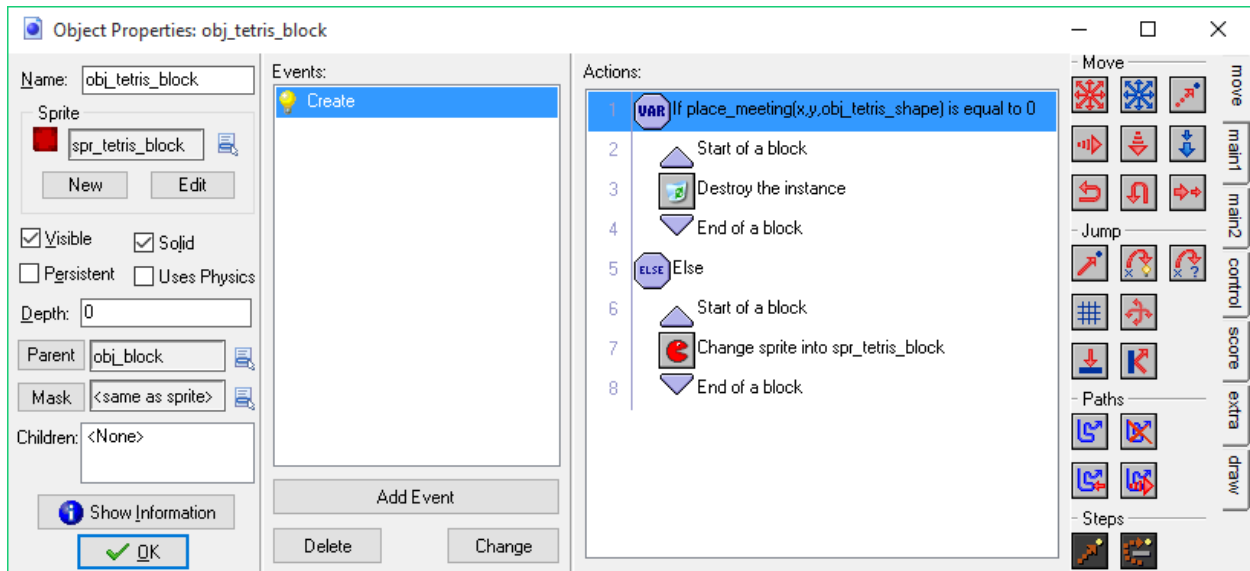 Object Properties: obj_tetris_block
Name: obj_tetris_block
Sprite
spr_tetris_block
New Edit
Visible Solid
Persistent Uses Physics
Depth: 0
Parent obj_block
Mask <same as sprite>
Children: <None>
Show Information
OK
Events:
Create
Add Event
Delete Change
Actions:
1 VAR If place_meeting(x,y,obj_tetris_shape) is equal to 0
2 Start of a block
3 Destroy the instance
4 End of a block
5 ELSE Else
6 Start of a block
7 Change sprite into spr_tetris_block
8 End of a block
Move
Jump
Paths
Steps
move
main1
main2
control
score
extra
draw